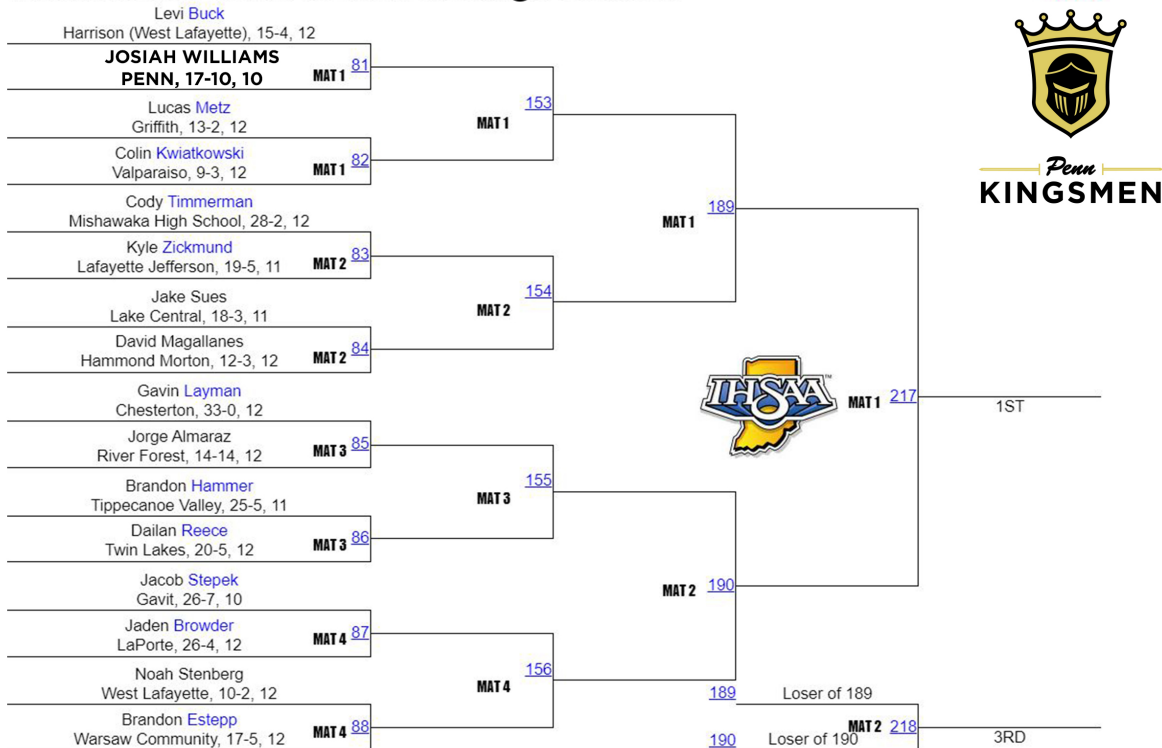 Levi Buck
Harrison (West Lafayette), 15-4, 12
JOSIAH WILLIAMS
PENN, 17-10, 10
MAT 1 81
Lucas Metz
Griffith, 13-2, 12
MAT 1 153
Colin Kwiatkowski
Valparaiso, 9-3, 12
MAT 1 82
Penn
KINGSMEN
Cody Timmerman
Mishawaka High School, 28-2, 12
MAT 1 189
Kyle Zickmund
Lafayette Jefferson, 19-5, 11
MAT 2 83
Jake Sues
Lake Central, 18-3, 11
MAT 2 154
David Magallanes
Hammond Morton, 12-3, 12
MAT 2 84
Gavin Layman
Chesterton, 33-0, 12
IHSAA
TM
MAT 1 217
1ST
Jorge Almaraz
River Forest, 14-14, 12
MAT 3 85
Brandon Hammer
Tippecanoe Valley, 25-5, 11
MAT 3 155
Dailan Reece
Twin Lakes, 20-5, 12
MAT 3 86
Jacob Stepek
Gavit, 26-7, 10
MAT 2 190
Jaden Browder
LaPorte, 26-4, 12
MAT 4 87
Noah Stenberg
West Lafayette, 10-2, 12
MAT 4 156
189 Loser of 189
Brandon Estepp
Warsaw Community, 17-5, 12
MAT 4 88
MAT 2 218
3RD
190 Loser of 190